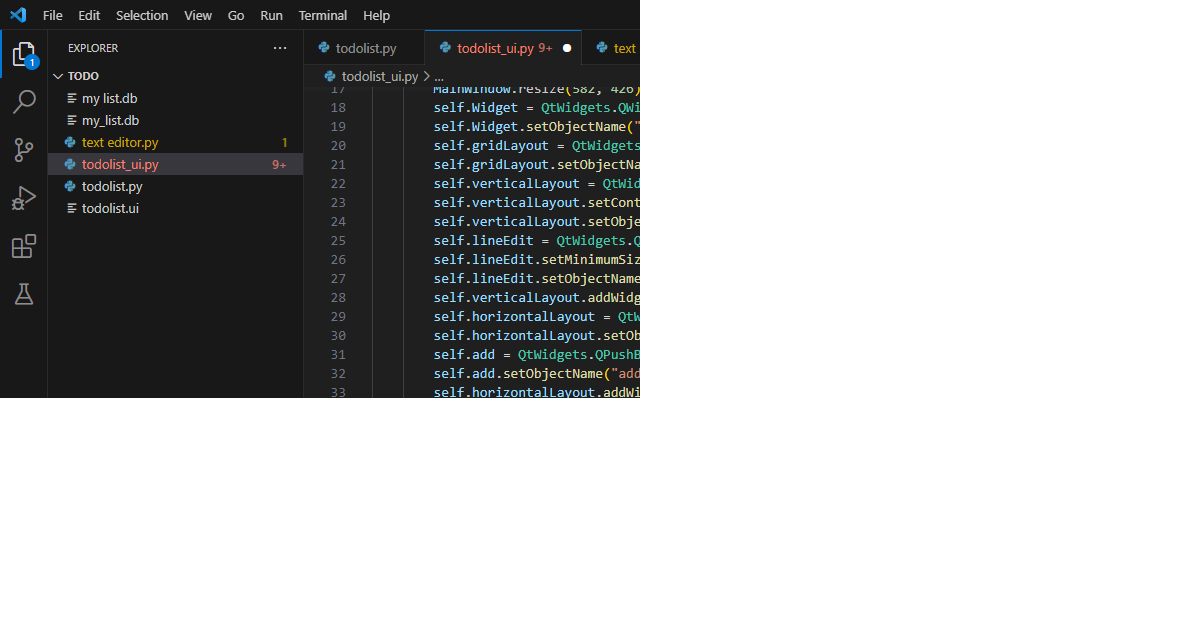 File Edit Selection View Go Run Terminal Help
EXPLORER
TODO
my list.db
my_list.db
text editor.py 1
todolist_ui.py 9+
todolist.py
todolist.ui
1
todolist.py todolist_ui.py 9+ text
todolist_ui.py > ...
17 MainWindow.resize(582, 426)
18 self.Widget = QtWidgets.QWi
19 self.Widget.setObjectName("
20 self.gridLayout = QtWidgets
21 self.gridLayout.setObjectNa
22 self.verticalLayout = QtWid
23 self.verticalLayout.setCont
24 self.verticalLayout.setObje
25 self.lineEdit = QtWidgets.Q
26 self.lineEdit.setMinimumSiz
27 self.lineEdit.setObjectName
28 self.verticalLayout.addWidg
29 self.horizontalLayout = QtW
30 self.horizontalLayout.setOb
31 self.add = QtWidgets.QPushB
32 self.add.setObjectName("add
33 self.horizontalLayout.addWi